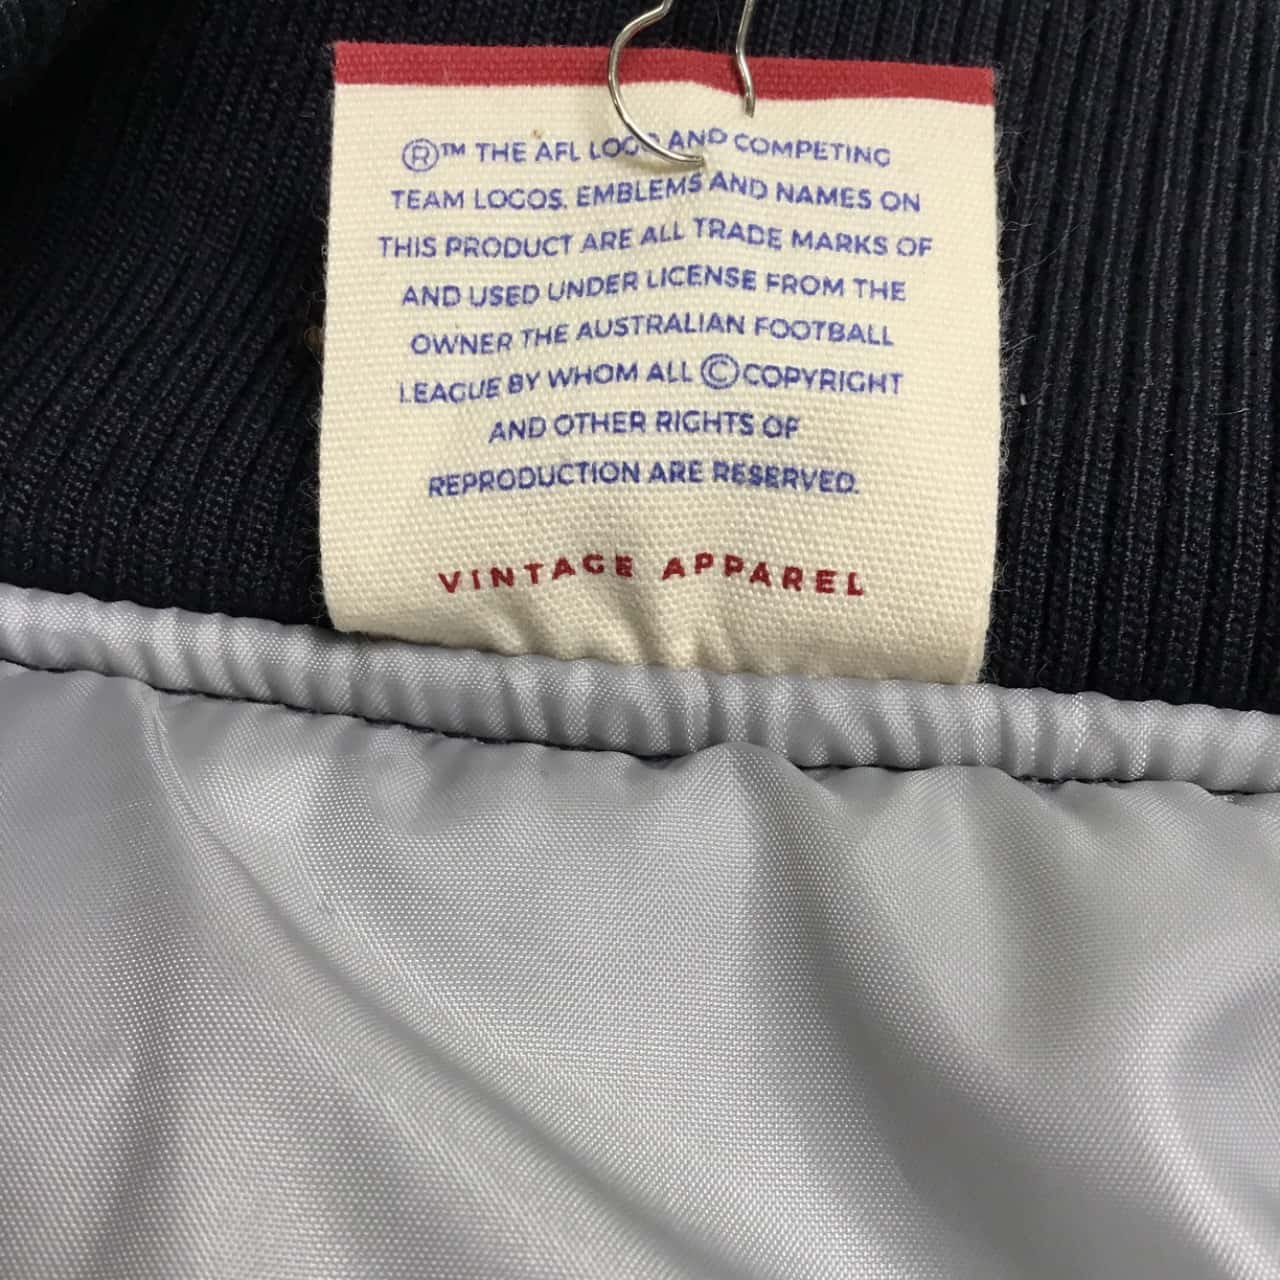 ®™ THE AFL LOGO AND COMPETING
TEAM LOGOS, EMBLEMS AND NAMES ON
THIS PRODUCT ARE ALL TRADE MARKS OF
AND USED UNDER LICENSE FROM THE
OWNER THE AUSTRALIAN FOOTBALL
LEAGUE BY WHOM ALL © COPYRIGHT
AND OTHER RIGHTS OF
REPRODUCTION ARE RESERVED.
VINTAGE APPAREL